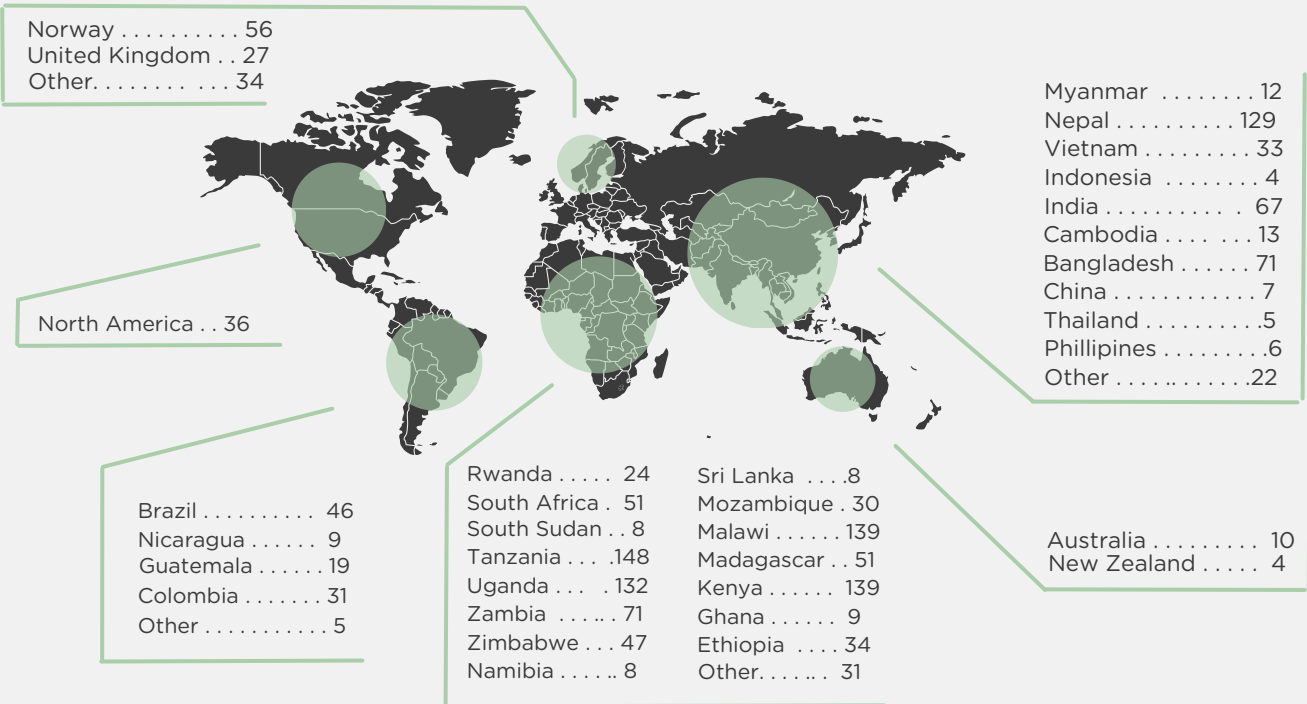 Norway . . . . . . . . . . 56
United Kingdom . . 27
Other. . . . . . . . . . . 34
Myanmar . . . . . . . . 12
Nepal . . . . . . . . . . 129
Vietnam . . . . . . . . . 33
Indonesia . . . . . . . . 4
India . . . . . . . . . . . 67
Cambodia . . . . . . . 13
Bangladesh . . . . . . 71
China . . . . . . . . . . . . 7
Thailand . . . . . . . . . .5
Phillipines . . . . . . . . .6
Other . . . . .. . . . . . .22
North America . . 36
Brazil . . . . . . . . . . 46
Nicaragua . . . . . . 9
Guatemala . . . . . . 19
Colombia . . . . . . . 31
Other . . . . . . . . . . . 5
Rwanda . . . . . 24
South Africa . 51
South Sudan . . 8
Tanzania . . . .148
Uganda . . . . . 132
Zambia . . . .. . . 71
Zimbabwe . . . 47
Namibia . . . . .. 8
Sri Lanka . . . .8
Mozambique . 30
Malawi . . . . . . 139
Madagascar . . 51
Kenya . . . . . . 139
Ghana . . . . . . 9
Ethiopia . . . . 34
Other. . . . .. . 31
Australia . . . . . . . . . 10
New Zealand . . . . . 4